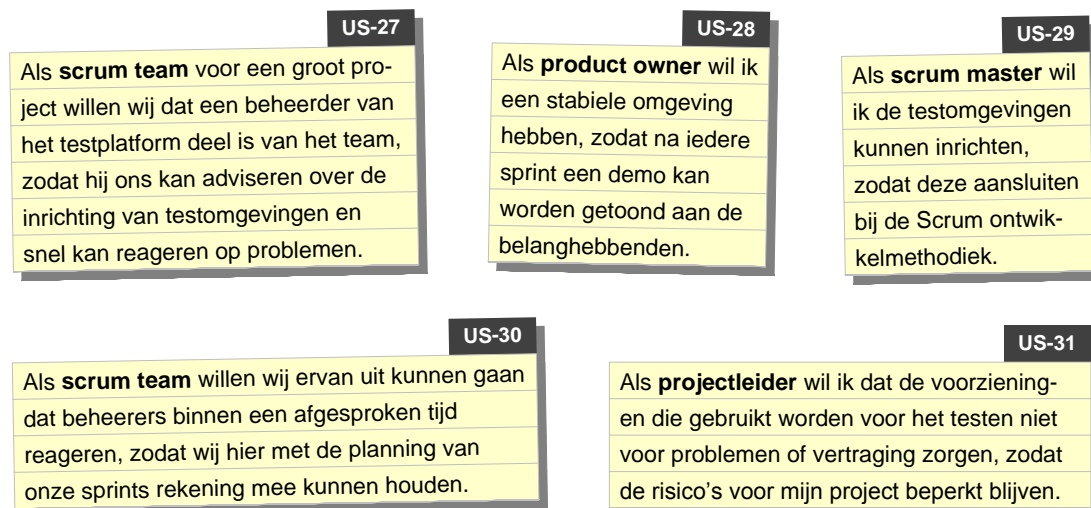 US-27
Als scrum team voor een groot pro-
ject willen wij dat een beheerder van
het testplatform deel is van het team,
zodat hij ons kan adviseren over de
inrichting van testomgevingen en
snel kan reageren op problemen.
US-28
Als product owner wil ik
een stabiele omgeving
hebben, zodat na iedere
sprint een demo kan
worden getoond aan de
belanghebbenden.
US-29
Als scrum master wil
ik de testomgevingen
kunnen inrichten,
zodat deze aansluiten
bij de Scrum ontwik-
kelmethodiek.
US-30
Als scrum team willen wij ervan uit kunnen gaan
dat beheerers binnen een afgesproken tijd
reageren, zodat wij hier met de planning van
onze sprints rekening mee kunnen houden.
US-31
Als projectleider wil ik dat de voorziening-
en die gebruikt worden voor het testen niet
voor problemen of vertraging zorgen, zodat
de risico's voor mijn project beperkt blijven.